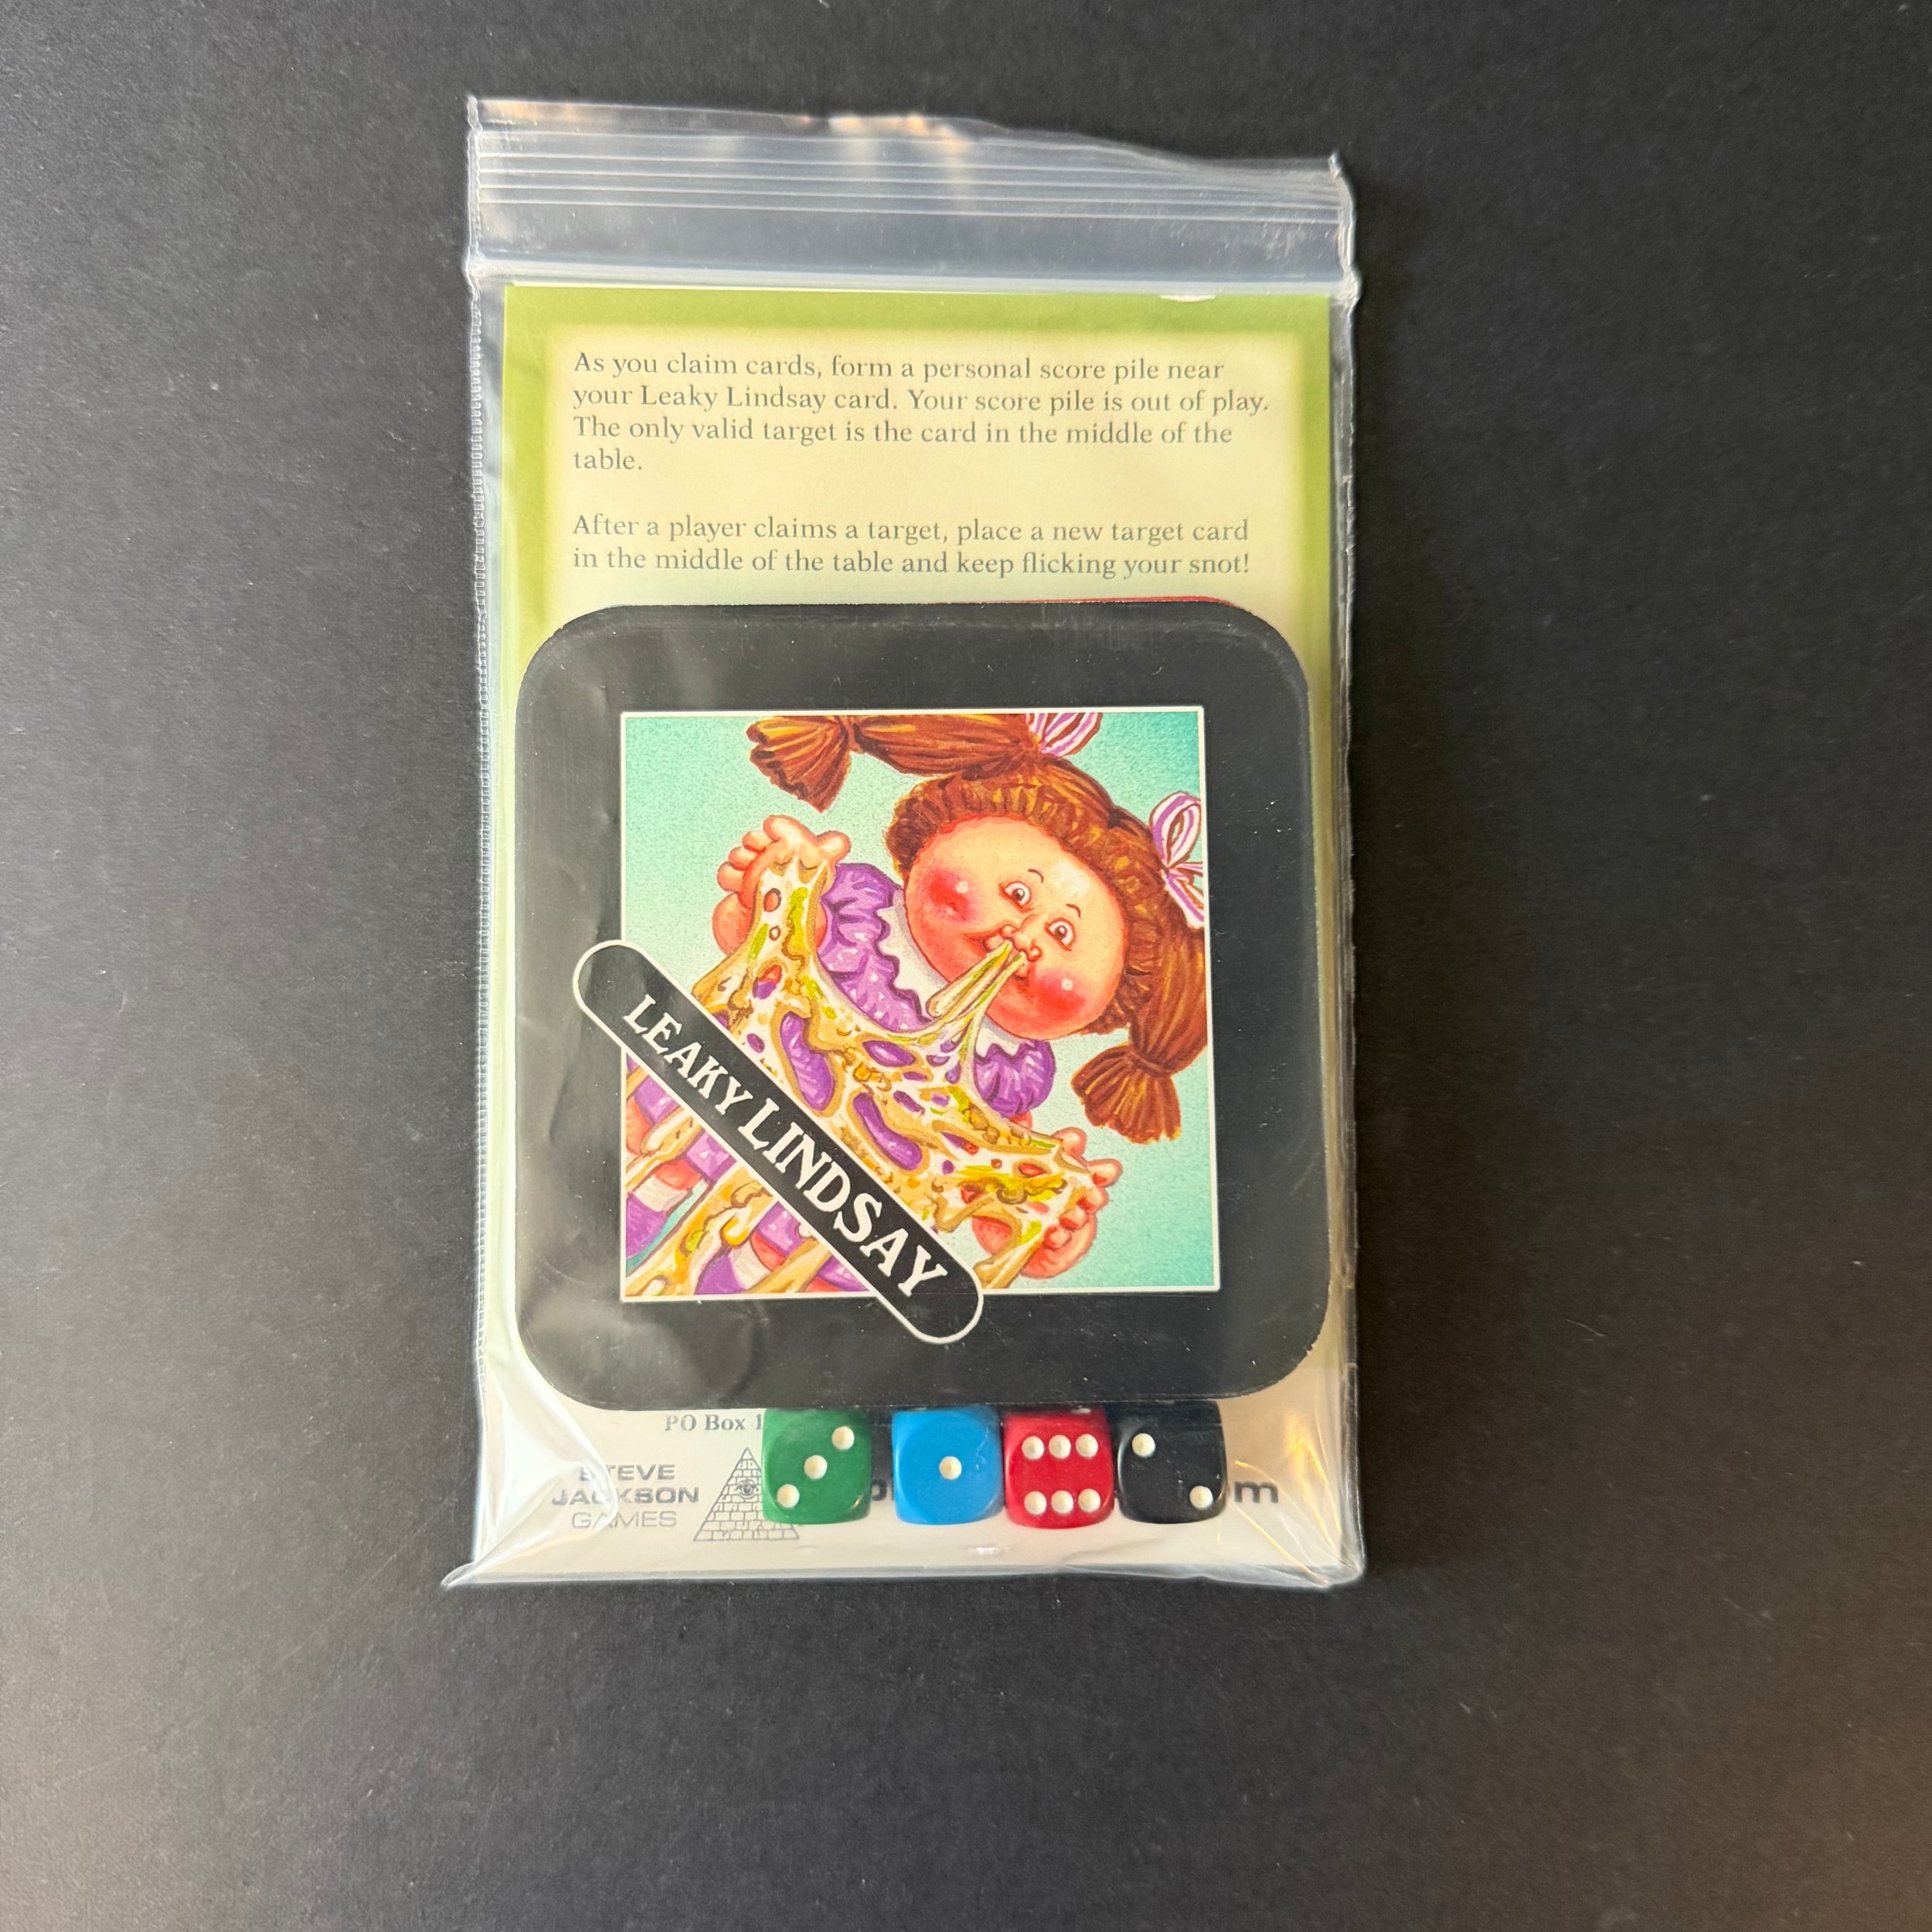 As you claim cards, form a personal score pile near
your Leaky Lindsay card. Your score pile is out of play.
The only valid target is the card in the middle of the
table.
After a player claims a target, place a new target card
in the middle of the table and keep flicking your snot!
LEAKY LINDSAY
PO Box 1
STEVE
JACKSON
GAMES